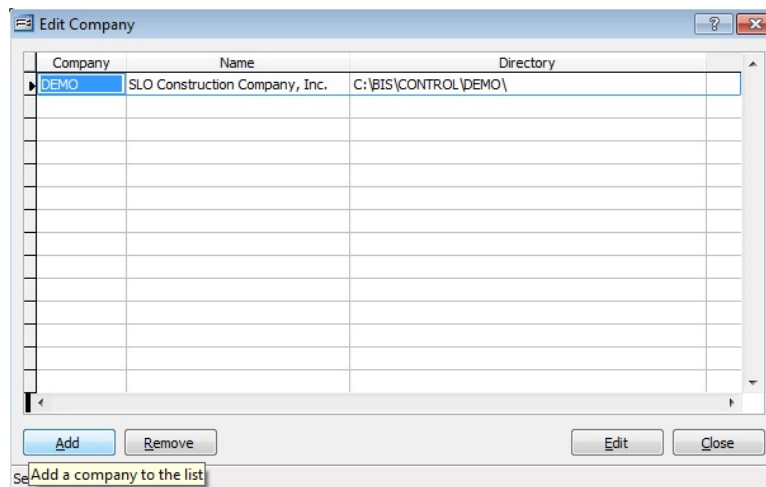 Edit Company
?
Company Name Directory
DEMO SLO Construction Company, Inc. C:\BIS\CONTROL\DEMO\
Add Remove Edit Close
Add a company to the list